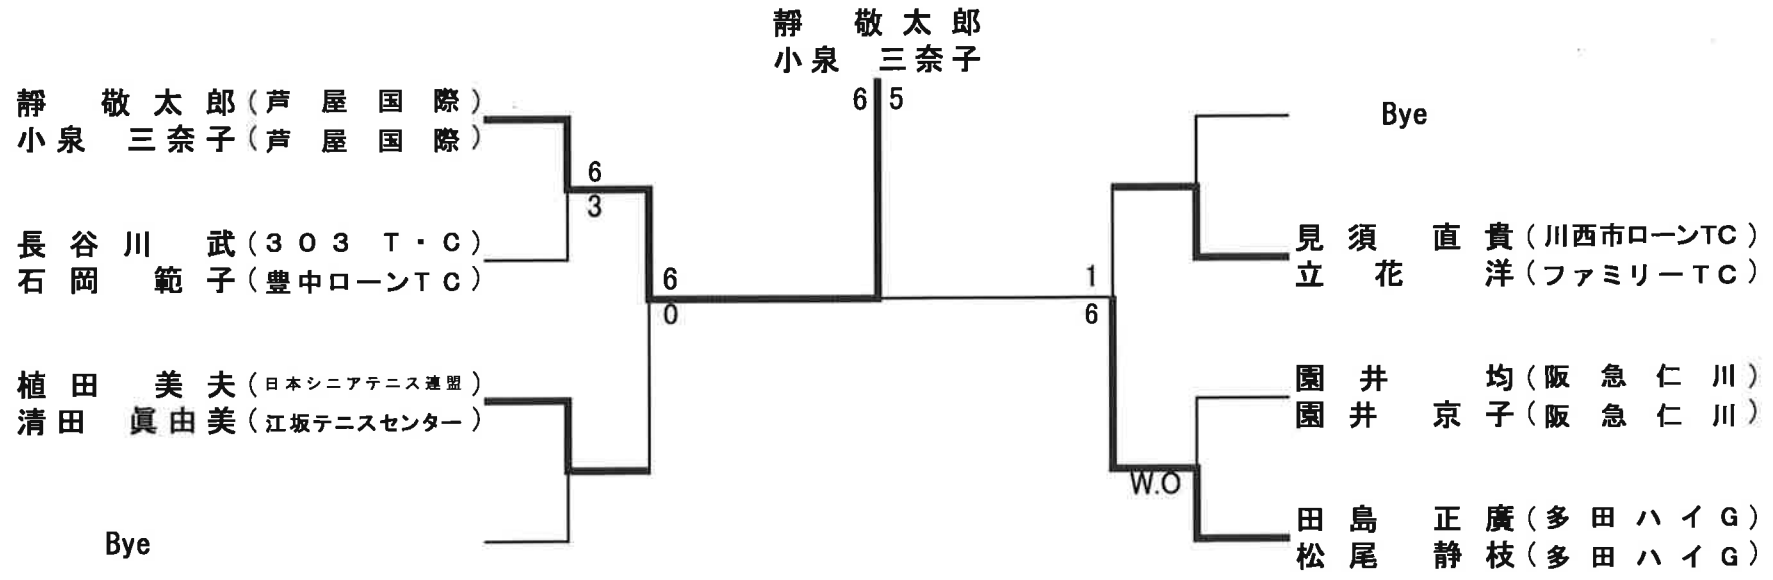 靜 敬太郎
小泉 三奈子
6 5
靜 敬太郎(芦屋国際)
小泉 三奈子(芦屋国際)
6
3
長谷川 武(303 T・C)
石岡 範子(豊中ローンTC)
6
0
植田 美夫(日本シニアテニス連盟)
清田 眞由美(江坂テニスセンター)
Bye
Bye
見須 直貴(川西市ローンTC)
立花 洋(ファミリーTC)
1
6
園井 均(阪急仁川)
園井 京子(阪急仁川)
W.O
田島 正廣(多田ハイG)
松尾 静枝(多田ハイG)